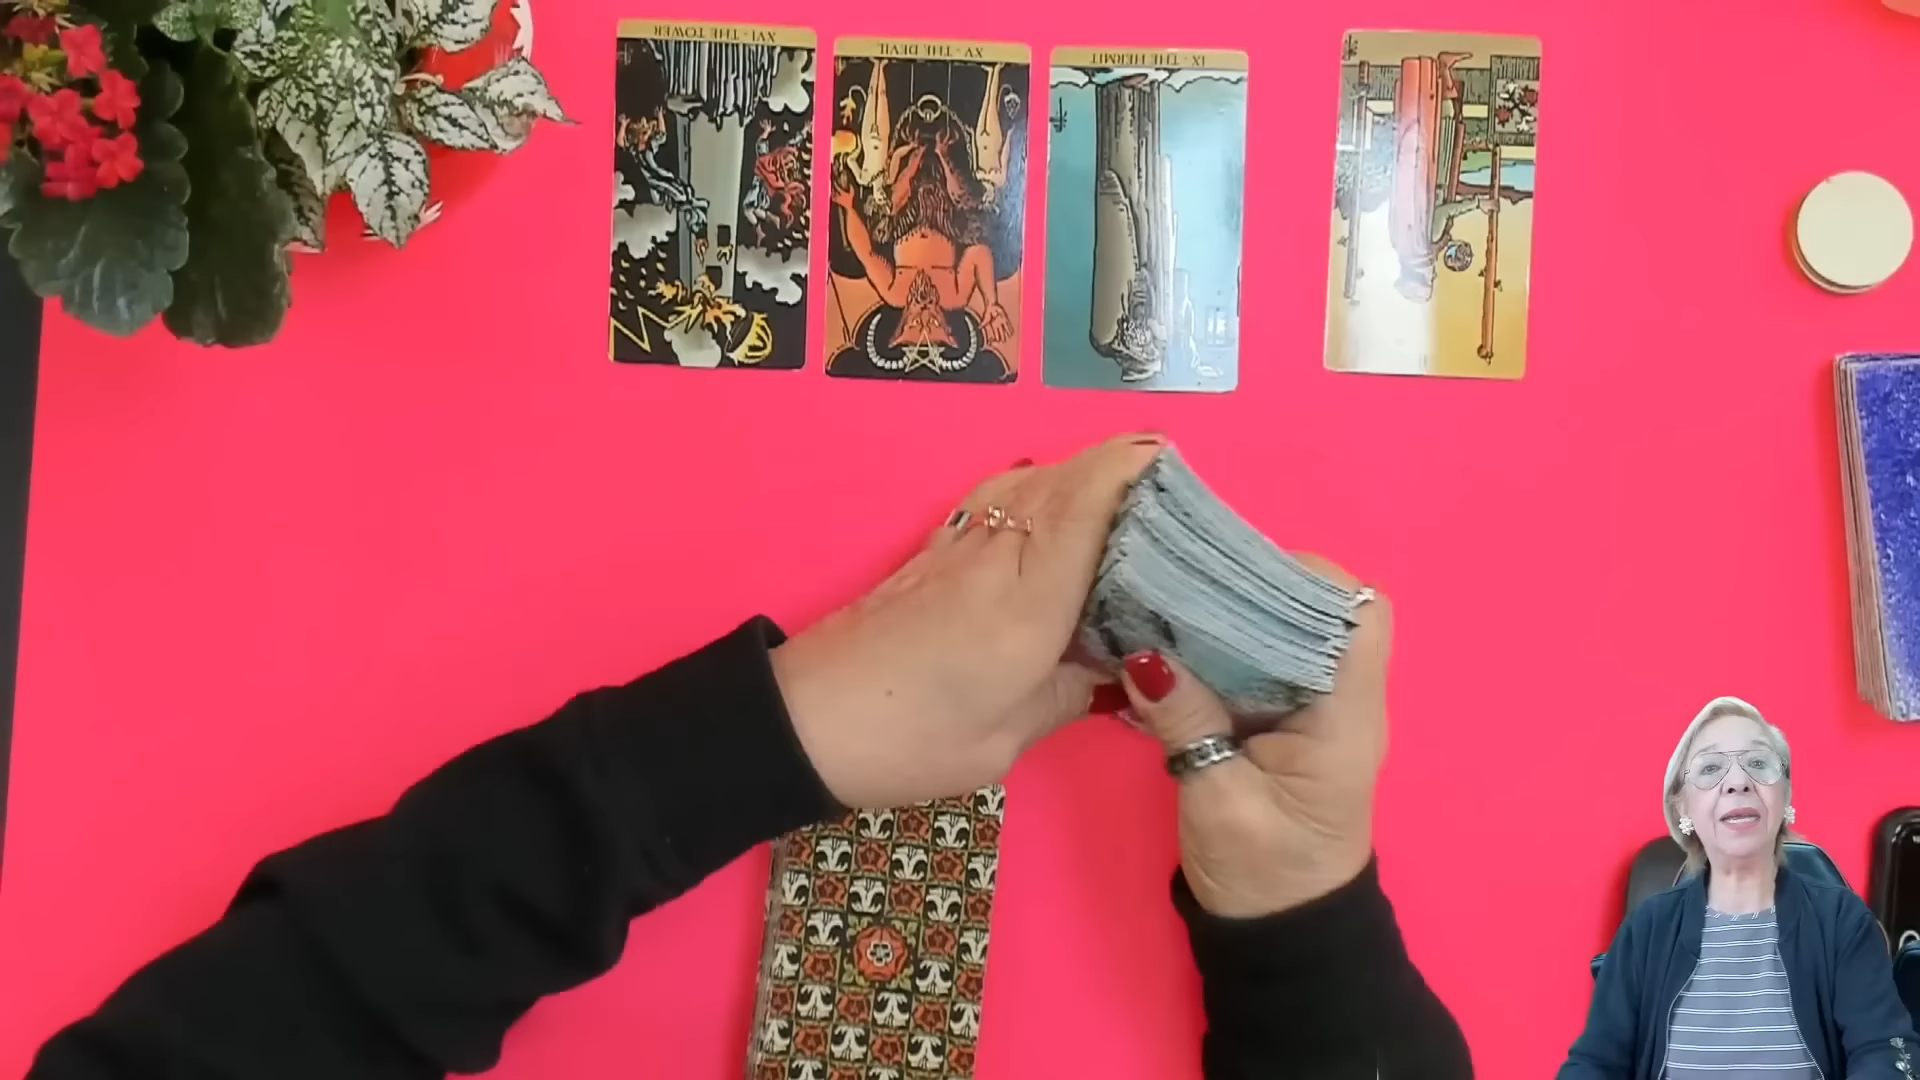 XVI - THE TOWER
XV - THE DEVIL
IX - THE HERMIT